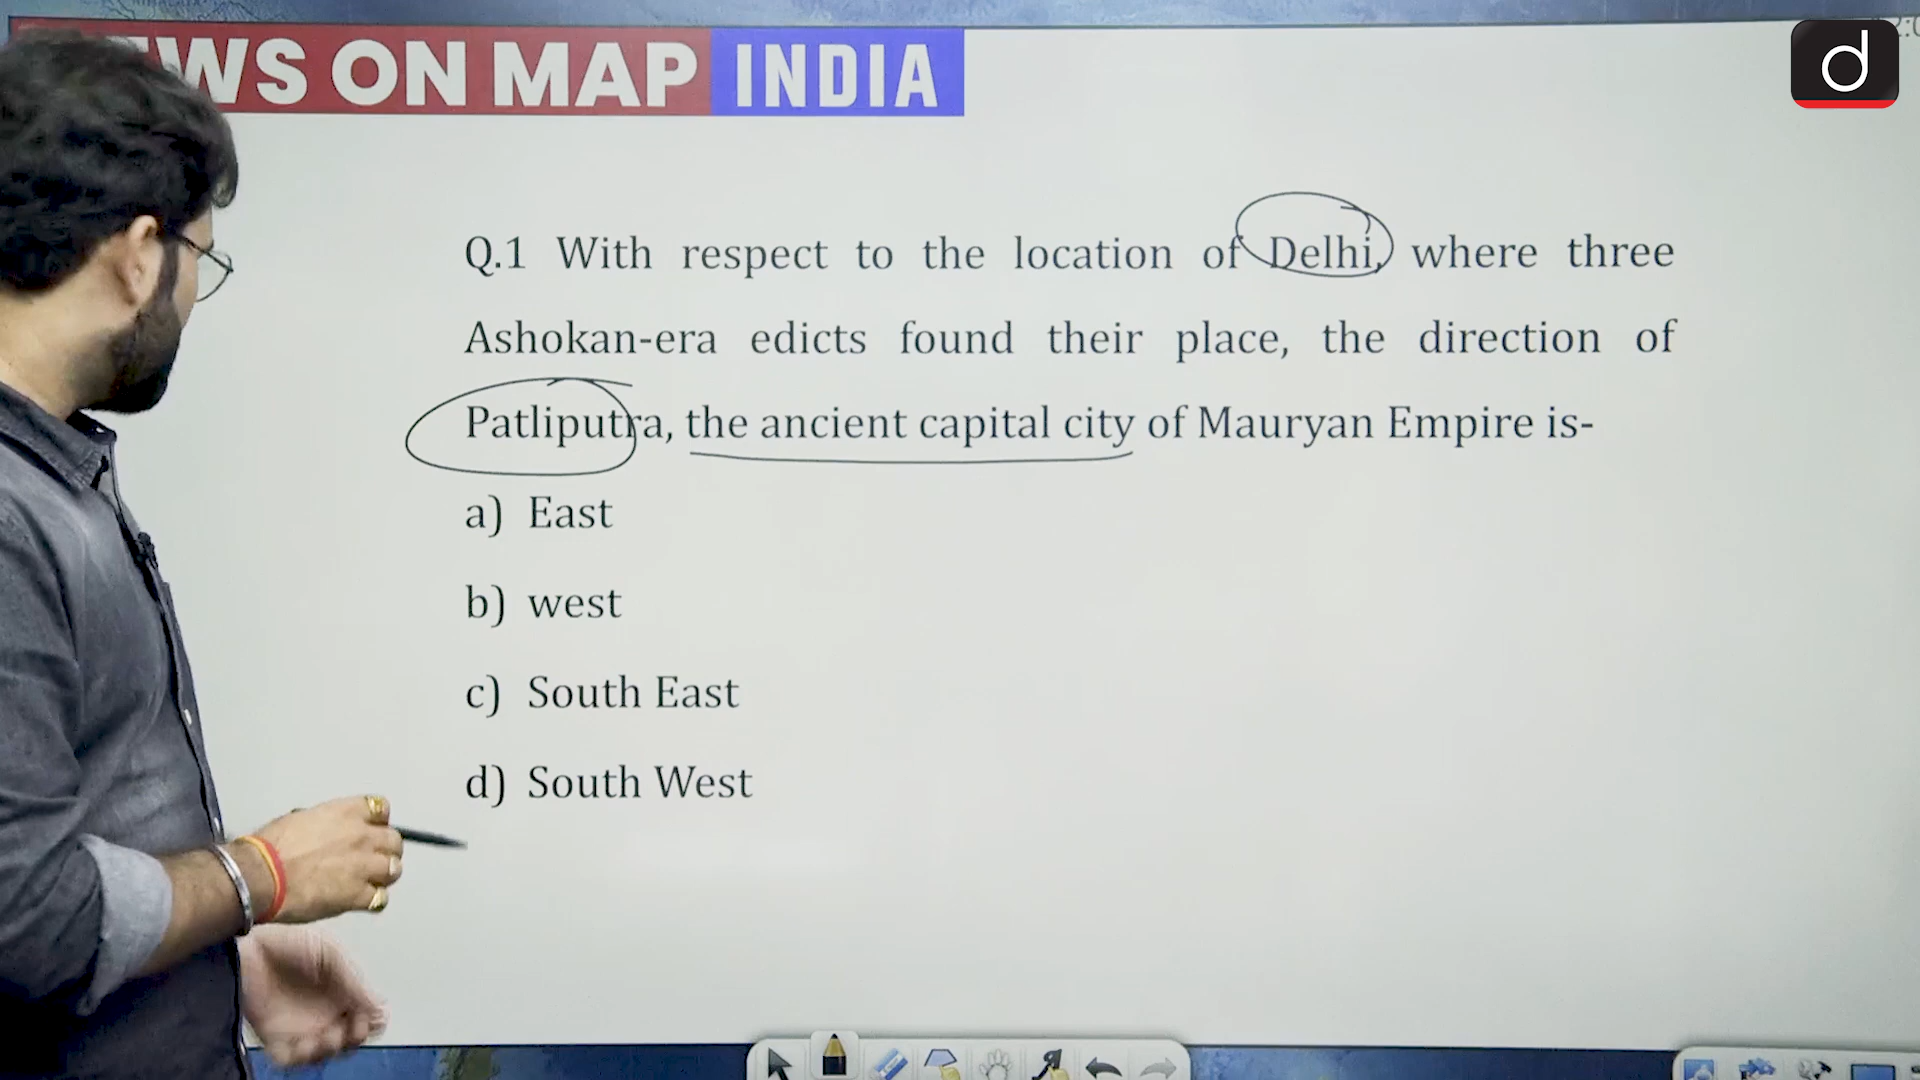 WS ON MAP INDIA
d
Q.1 With respect to the location of Delhi, where three
Ashokan-era edicts found their place, the direction of
Patliputra, the ancient capital city of Mauryan Empire is-
a) East
b) west
c) South East
d) South West